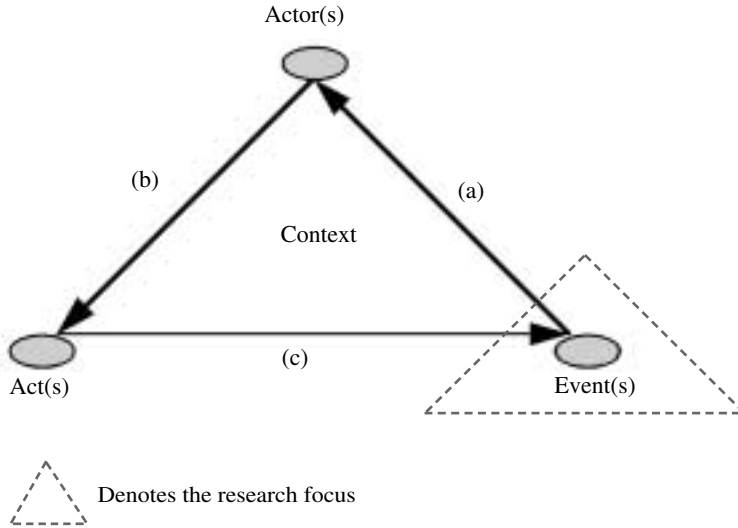 Actor(s)
(b)
(a)
Context
(c)
Act(s)
Event(s)
Denotes the research focus